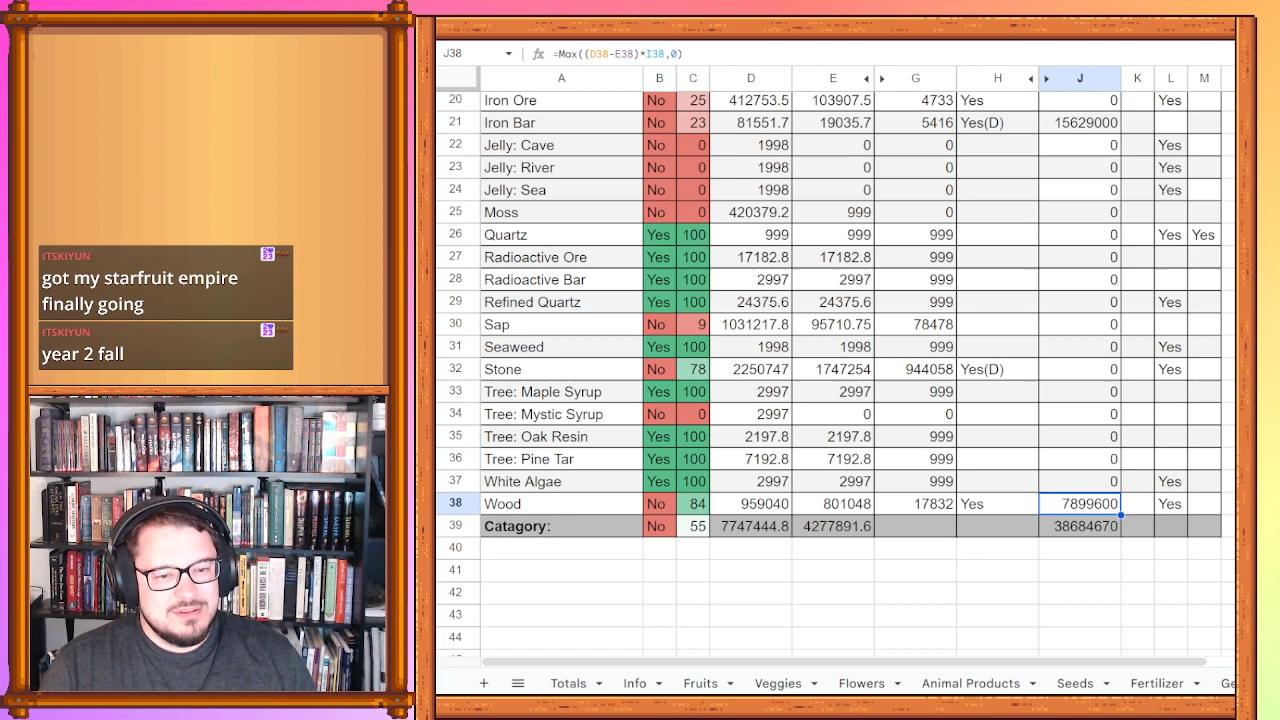 J38 fx =Max((D38-E38)*I38,0)
A B C D E G H J K L M
20 Iron Ore No 25 412753.5 103907.5 4733 Yes 0 Yes
21 Iron Bar No 23 81551.7 19035.7 5416 Yes(D) 15629000
22 Jelly: Cave No 0 1998 0 0 0 Yes
23 Jelly: River No 0 1998 0 0 0 Yes
24 Jelly: Sea No 0 1998 0 0 0 Yes
25 Moss No 0 420379.2 999 0 0
26 Quartz Yes 100 999 999 999 0 Yes Yes
27 Radioactive Ore Yes 100 17182.8 17182.8 999 0
28 Radioactive Bar Yes 100 2997 2997 999 0
29 Refined Quartz Yes 100 24375.6 24375.6 999 0 Yes
30 Sap No 9 1031217.8 95710.75 78478 0
31 Seaweed Yes 100 1998 1998 999 0 Yes
32 Stone No 78 2250747 1747254 944058 Yes(D) 0 Yes
33 Tree: Maple Syrup Yes 100 2997 2997 999 0
34 Tree: Mystic Syrup No 0 2997 0 0 0
35 Tree: Oak Resin Yes 100 2197.8 2197.8 999 0
36 Tree: Pine Tar Yes 100 7192.8 7192.8 999 0
37 White Algae Yes 100 2997 2997 999 0 Yes
38 Wood No 84 959040 801048 17832 Yes 7899600 Yes
39 Catagory: No 55 7747444.8 4277891.6 38684670
40
41
42
43
44
Totals Info Fruits Veggies Flowers Animal Products Seeds Fertilizer Ge
ITSKIYUN
got my starfruit empire
finally going
ITSKIYUN
year 2 fall